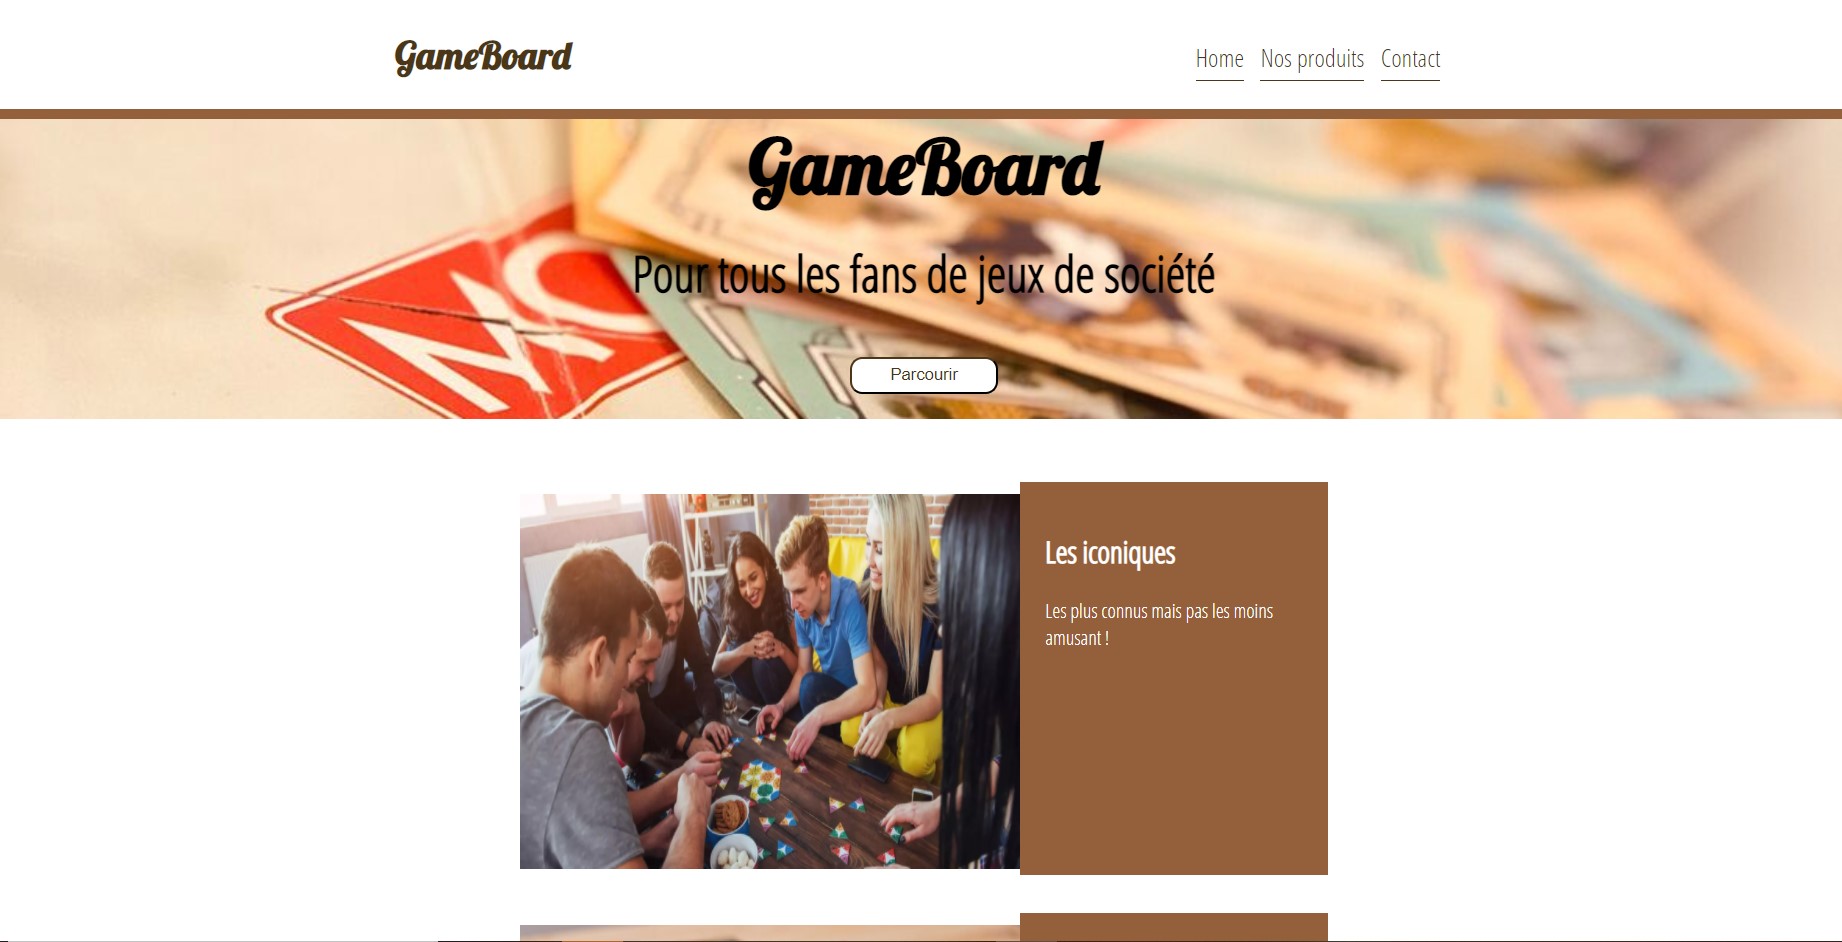 GameBoard
Home Nos produits Contact
GameBoard
Pour tous les fans de jeux de société
MO
Parcourir
Les iconiques
Les plus connus mais pas les moins
amusant !